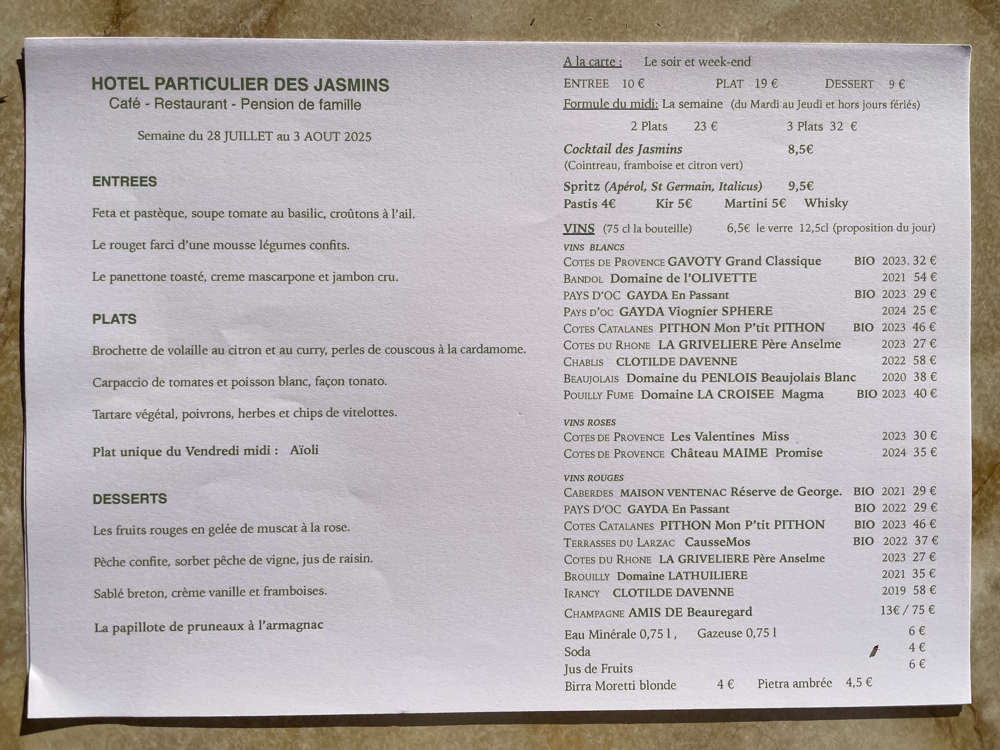 HOTEL PARTICULIER DES JASMINS
Café - Restaurant - Pension de famille
Semaine du 28 JUILLET au 3 AOUT 2025
ENTREES
Feta et pastèque, soupe tomate au basilic, croûtons à l'ail.
Le rouget farci d'une mousse légumes confits.
Le panettone toasté, creme mascarpone et jambon cru.
PLATS
Brochette de volaille au citron et au curry, perles de couscous à la cardamome.
Carpaccio de tomates et poisson blanc, façon tonato.
Tartare végétal, poivrons, herbes et chips de vitelottes.
Plat unique du Vendredi midi : Aïoli
DESSERTS
Les fruits rouges en gelée de muscat à la rose.
Pèche confite, sorbet pêche de vigne, jus de raisin.
Sablé breton, crème vanille et framboises.
La papillote de pruneaux à l'armagnac
A la carte : Le soir et week-end
ENTREE 10 € PLAT 19 € DESSERT 9 €
Formule du midi: La semaine (du Mardi au Jeudi et hors jours fériés)
2 Plats 23 € 3 Plats 32 €
Cocktail des Jasmins 8,5€
(Cointreau, framboise et citron vert)
Spritz (Apérol, St Germain, Italicus) 9,5€
Pastis 4€ Kir 5€ Martini 5€ Whisky
VINS (75 cl la bouteille) 6,5€ le verre 12,5cl (proposition du jour)
VINS BLANCS
COTES DE PROVENCE GAVOTY Grand Classique BIO 2023. 32 €
BANDOL Domaine de l'OLIVETTE 2021 54 €
PAYS D'OC GAYDA En Passant BIO 2023 29 €
PAYS D'OC GAYDA Viognier SPHERE 2024 25 €
COTES CATALANES PITHON Mon P'tit PITHON BIO 2023 46 €
COTES DU RHONE LA GRIVELIERE Père Anselme 2023 27 €
CHABLIS CLOTILDE DAVENNE 2022 58 €
BEAUJOLAIS Domaine du PENLOIS Beaujolais Blanc 2020 38 €
POUILLY FUME Domaine LA CROISEE Magma BIO 2023 40 €
VINS ROSES
COTES DE PROVENCE Les Valentines Miss 2023 30 €
COTES DE PROVENCE Château MAIME Promise 2024 35 €
VINS ROUGES
CABERDES MAISON VENTENAC Réserve de George. BIO 2021 29 €
PAYS D'OC GAYDA En Passant BIO 2022 29 €
COTES CATALANES PITHON Mon P'tit PITHON BIO 2023 46 €
TERRASSES DU LARZAC CausseMos BIO 2022 37 €
COTES DU RHONE LA GRIVELIERE Père Anselme 2023 27 €
BROUILLY Domaine LATHUILIERE 2021 35 €
IRANCY CLOTILDE DAVENNE 2019 58 €
CHAMPAGNE AMIS DE Beauregard 13€ / 75 €
Eau Minérale 0,75 l , Gazeuse 0,75 l 6 €
Soda 4 €
Jus de Fruits 6 €
Birra Moretti blonde 4 € Pietra ambrée 4,5 €